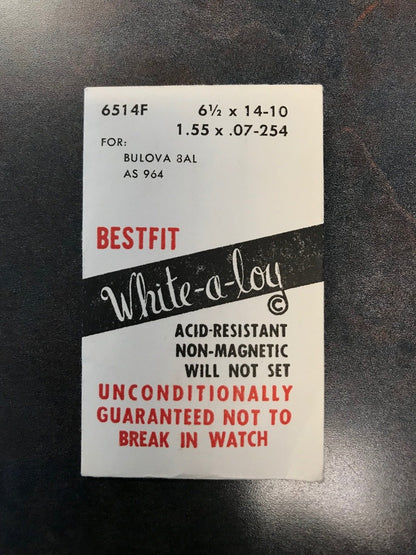 6514F 6½ x 14-10
1.55 x .07-254
FOR:
BULOVA 8AL
AS 964
BESTFIT
White-a-loy
©
ACID-RESISTANT
NON-MAGNETIC
WILL NOT SET
UNCONDITIONALLY
GUARANTEED NOT TO
BREAK IN WATCH